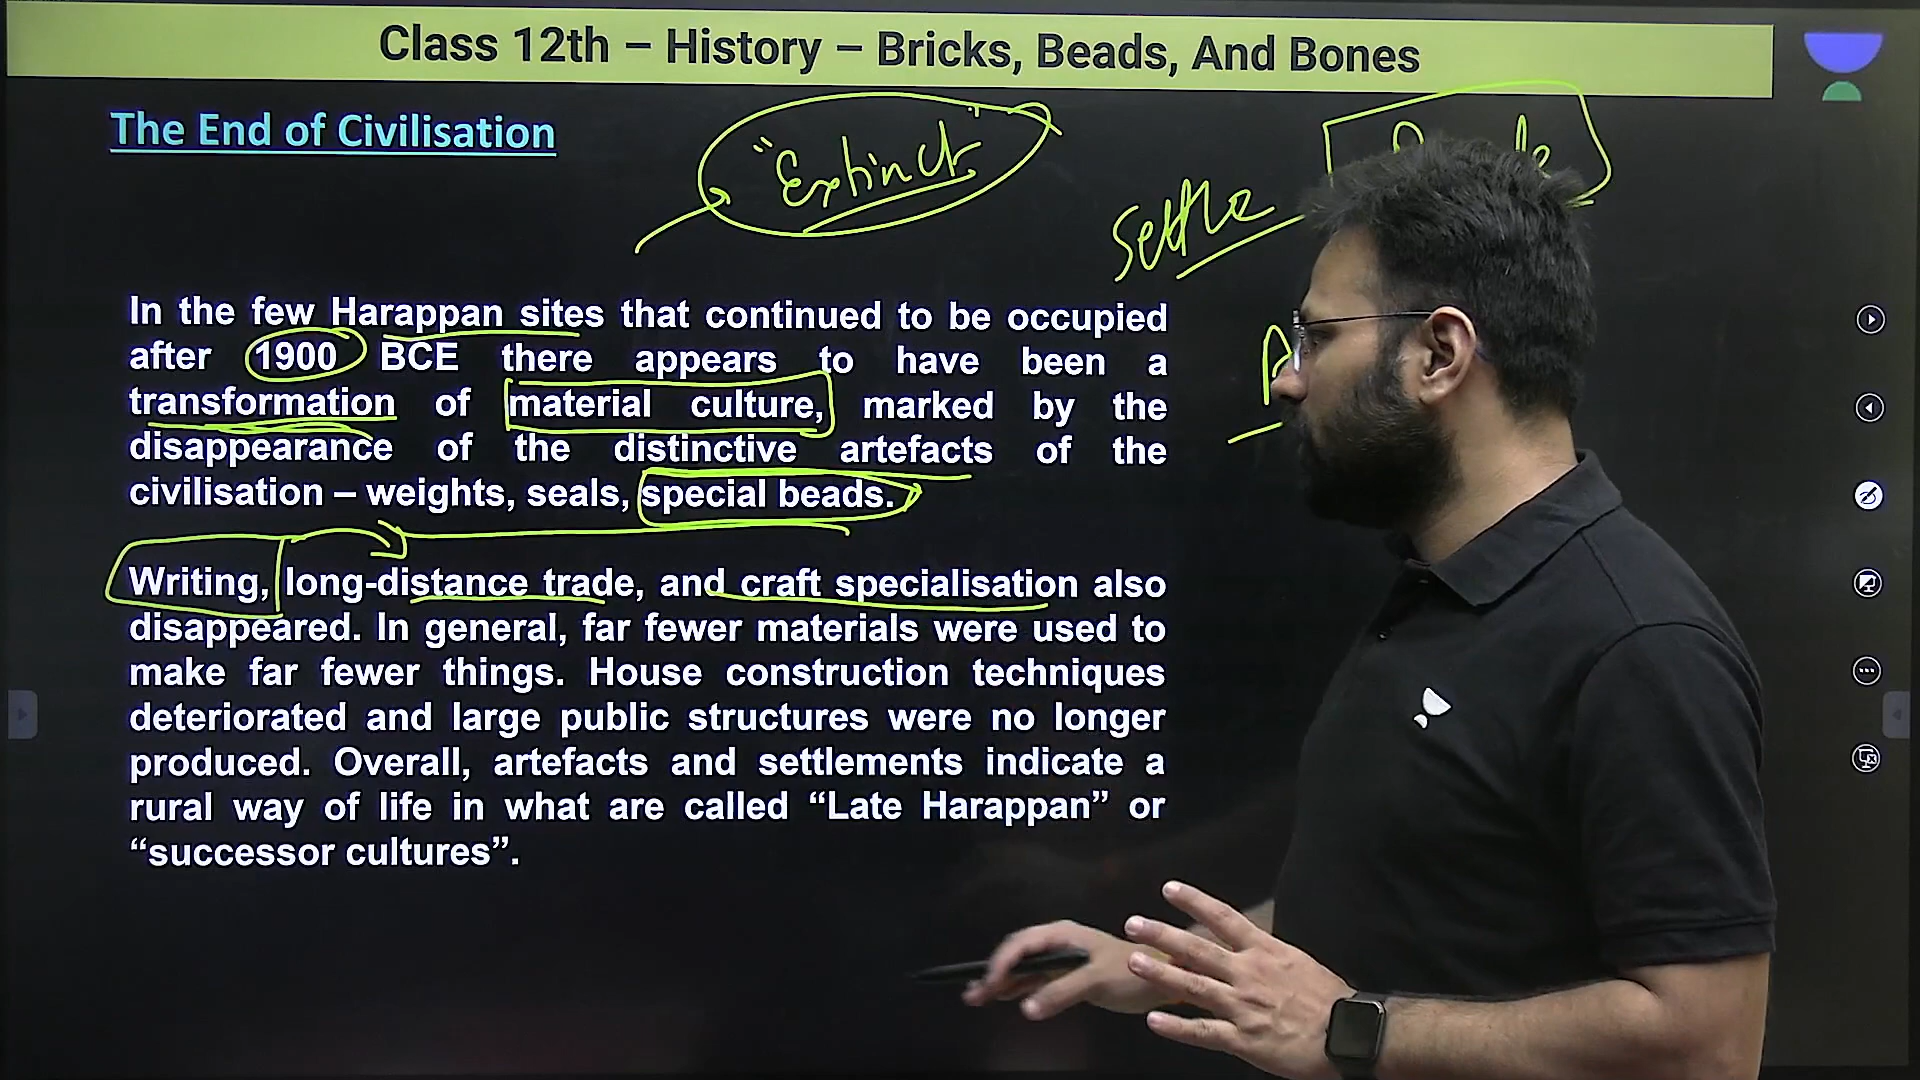 Class 12th – History – Bricks, Beads, And Bones
The End of Civilisation
"Extinct"
Settle
In the few Harappan sites that continued to be occupied
after 1900 BCE there appears to have been a
transformation of material culture, marked by the
disappearance of the distinctive artefacts of the
civilisation – weights, seals, special beads.
Writing, long-distance trade, and craft specialisation also
disappeared. In general, far fewer materials were used to
make far fewer things. House construction techniques
deteriorated and large public structures were no longer
produced. Overall, artefacts and settlements indicate a
rural way of life in what are called “Late Harappan” or
“successor cultures”.